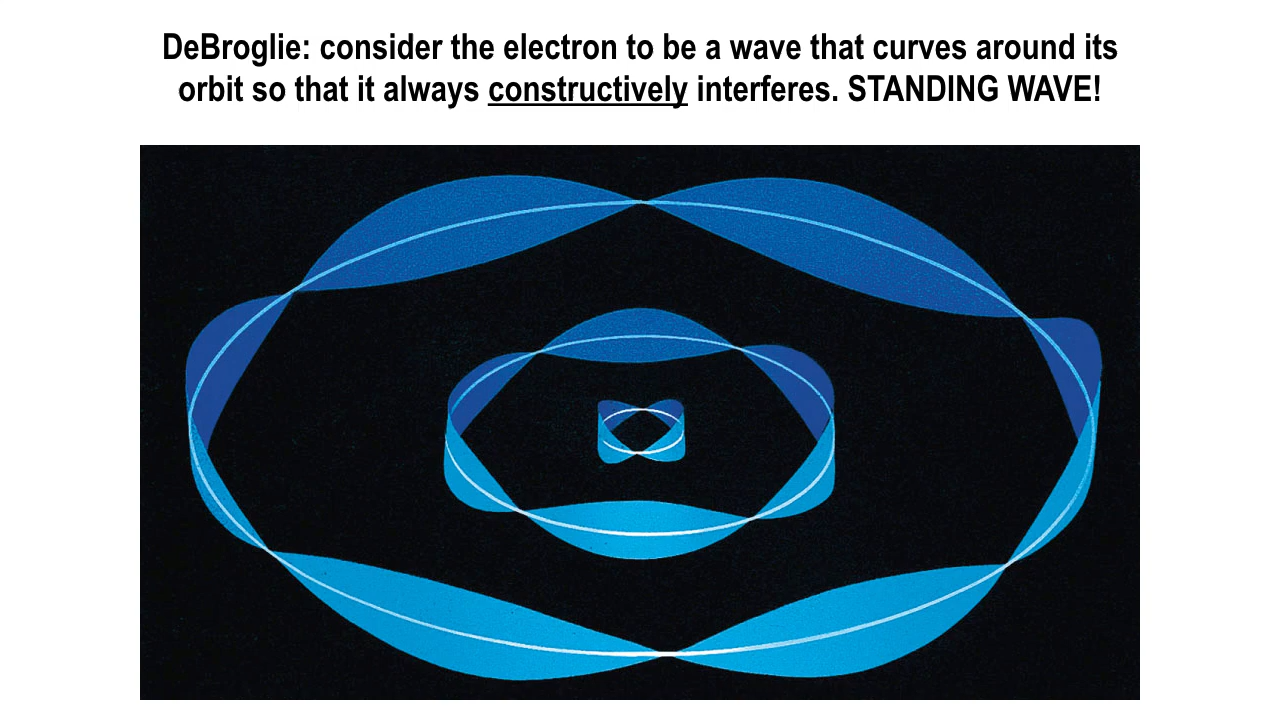 DeBroglie: consider the electron to be a wave that curves around its
orbit so that it always constructively interferes. STANDING WAVE!